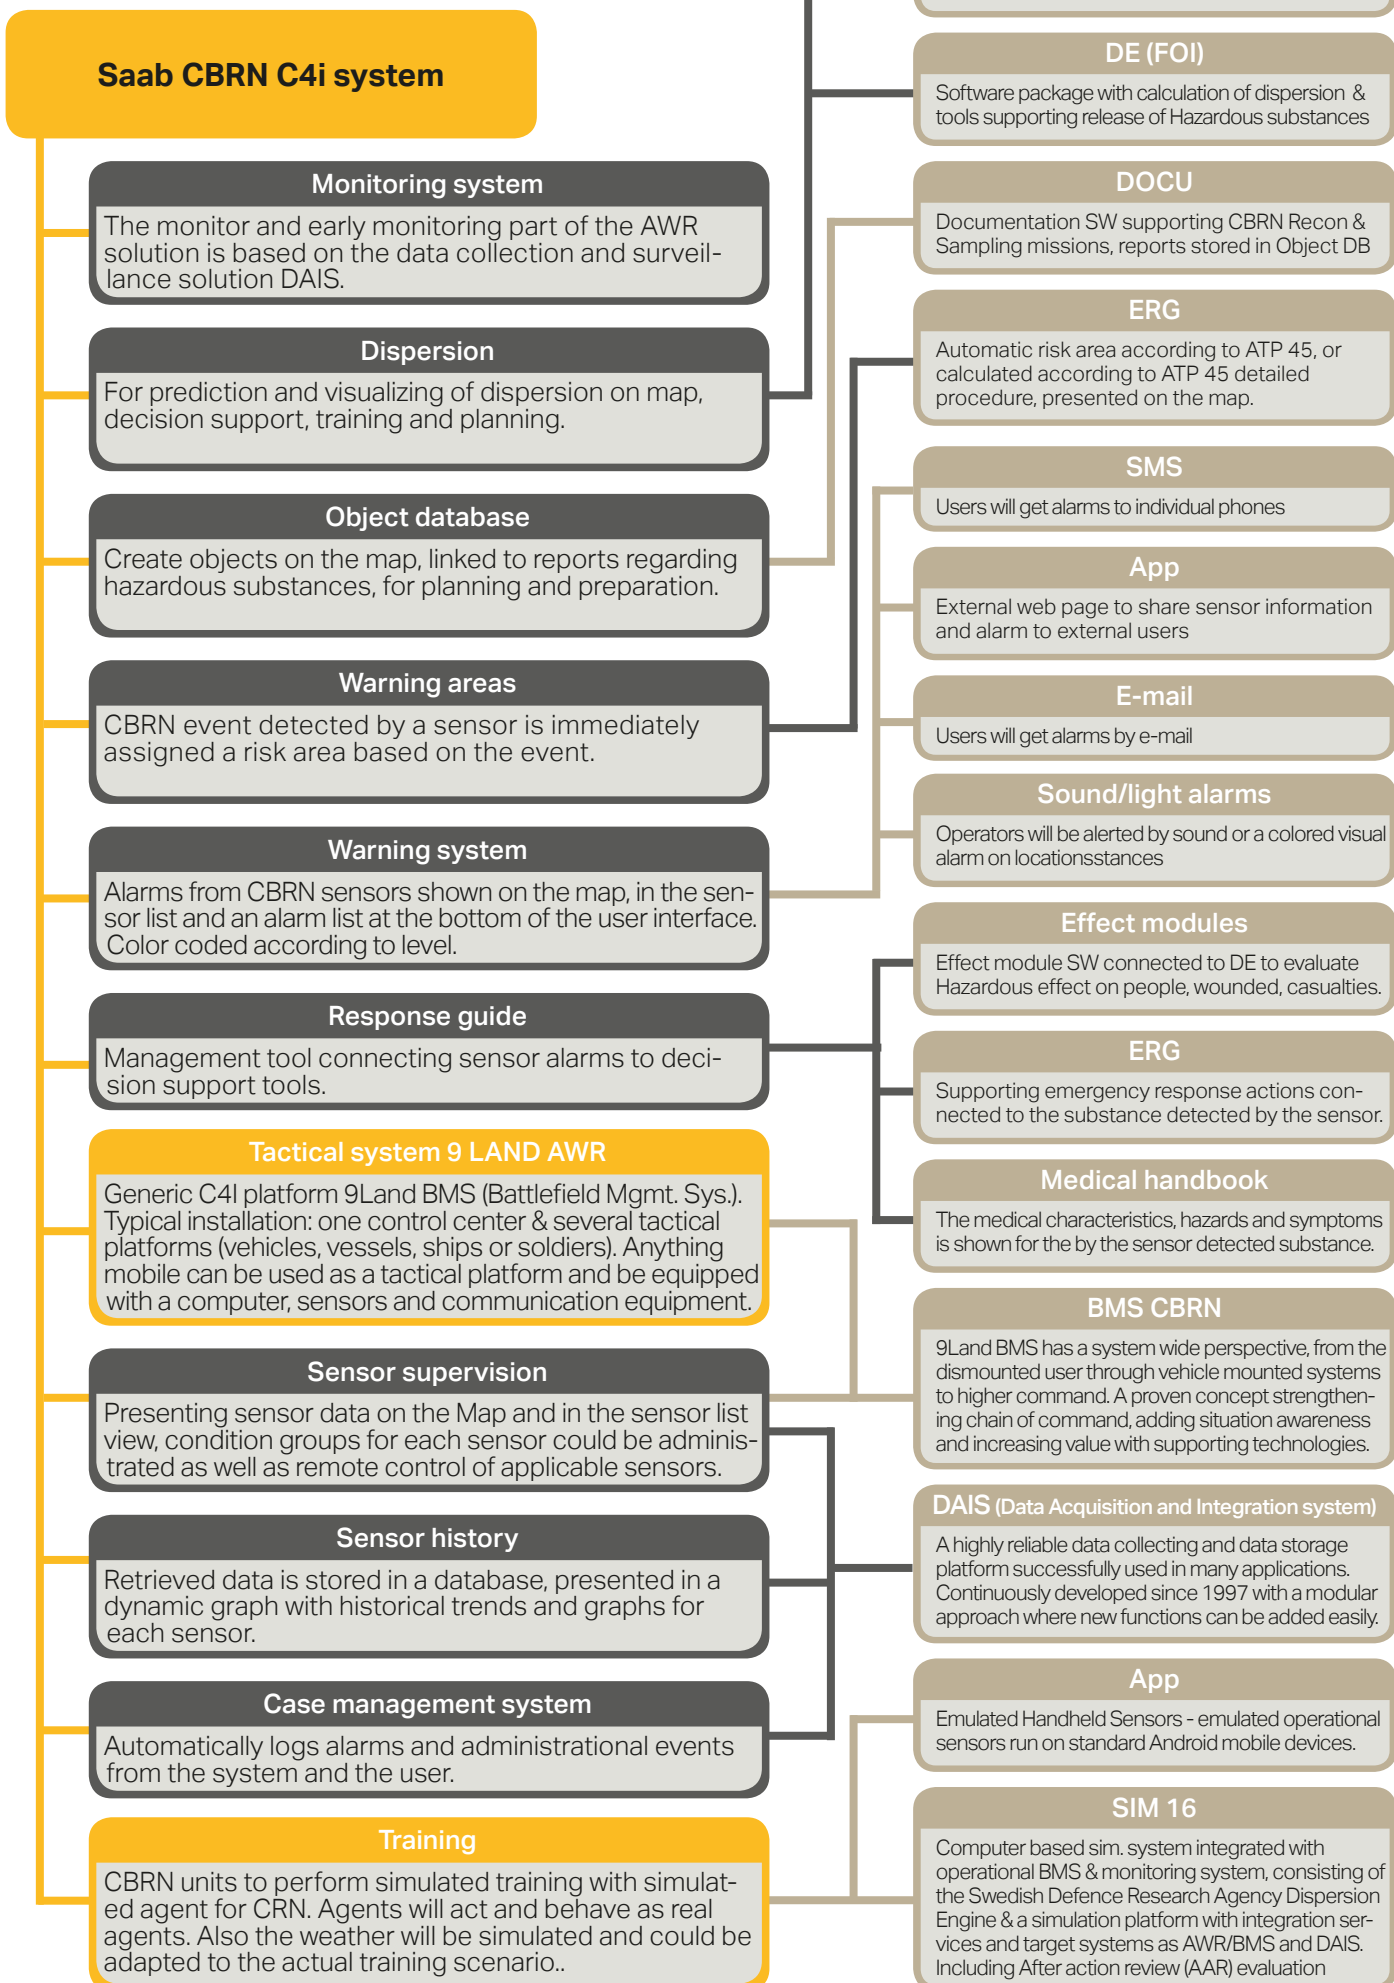 Saab CBRN C4i system
Monitoring system
The monitor and early monitoring part of the AWR
solution is based on the data collection and surveil-
lance solution DAIS.
Dispersion
For prediction and visualizing of dispersion on map,
decision support, training and planning.
Object database
Create objects on the map, linked to reports regarding
hazardous substances, for planning and preparation.
Warning areas
CBRN event detected by a sensor is immediately
assigned a risk area based on the event.
Warning system
Alarms from CBRN sensors shown on the map, in the sen-
sor list and an alarm list at the bottom of the user interface.
Color coded according to level.
Response guide
Management tool connecting sensor alarms to deci-
sion support tools.
Tactical system 9 LAND AWR
Generic C4I platform 9Land BMS (Battlefield Mgmt. Sys.).
Typical installation: one control center & several tactical
platforms (vehicles, vessels, ships or soldiers). Anything
mobile can be used as a tactical platform and be equipped
with a computer, sensors and communication equipment.
Sensor supervision
Presenting sensor data on the Map and in the sensor list
view, condition groups for each sensor could be adminis-
trated as well as remote control of applicable sensors.
Sensor history
Retrieved data is stored in a database, presented in a
dynamic graph with historical trends and graphs for
each sensor.
Case management system
Automatically logs alarms and administrational events
from the system and the user.
Training
CBRN units to perform simulated training with simulat-
ed agent for CRN. Agents will act and behave as real
agents. Also the weather will be simulated and could be
adapted to the actual training scenario..
DE (FOI)
Software package with calculation of dispersion &
tools supporting release of Hazardous substances
DOCU
Documentation SW supporting CBRN Recon &
Sampling missions, reports stored in Object DB
ERG
Automatic risk area according to ATP 45, or
calculated according to ATP 45 detailed
procedure, presented on the map.
SMS
Users will get alarms to individual phones
App
External web page to share sensor information
and alarm to external users
E-mail
Users will get alarms by e-mail
Sound/light alarms
Operators will be alerted by sound or a colored visual
alarm on locationsstances
Effect modules
Effect module SW connected to DE to evaluate
Hazardous effect on people, wounded, casualties.
ERG
Supporting emergency response actions con-
nected to the substance detected by the sensor.
Medical handbook
The medical characteristics, hazards and symptoms
is shown for the by the sensor detected substance.
BMS CBRN
9Land BMS has a system wide perspective, from the
dismounted user through vehicle mounted systems
to higher command. A proven concept strengthen-
ing chain of command, adding situation awareness
and increasing value with supporting technologies.
DAIS (Data Acquisition and Integration system)
A highly reliable data collecting and data storage
platform successfully used in many applications.
Continuously developed since 1997 with a modular
approach where new functions can be added easily.
App
Emulated Handheld Sensors - emulated operational
sensors run on standard Android mobile devices.
SIM 16
Computer based sim. system integrated with
operational BMS & monitoring system, consisting of
the Swedish Defence Research Agency Dispersion
Engine & a simulation platform with integration ser-
vices and target systems as AWR/BMS and DAIS.
Including After action review (AAR) evaluation